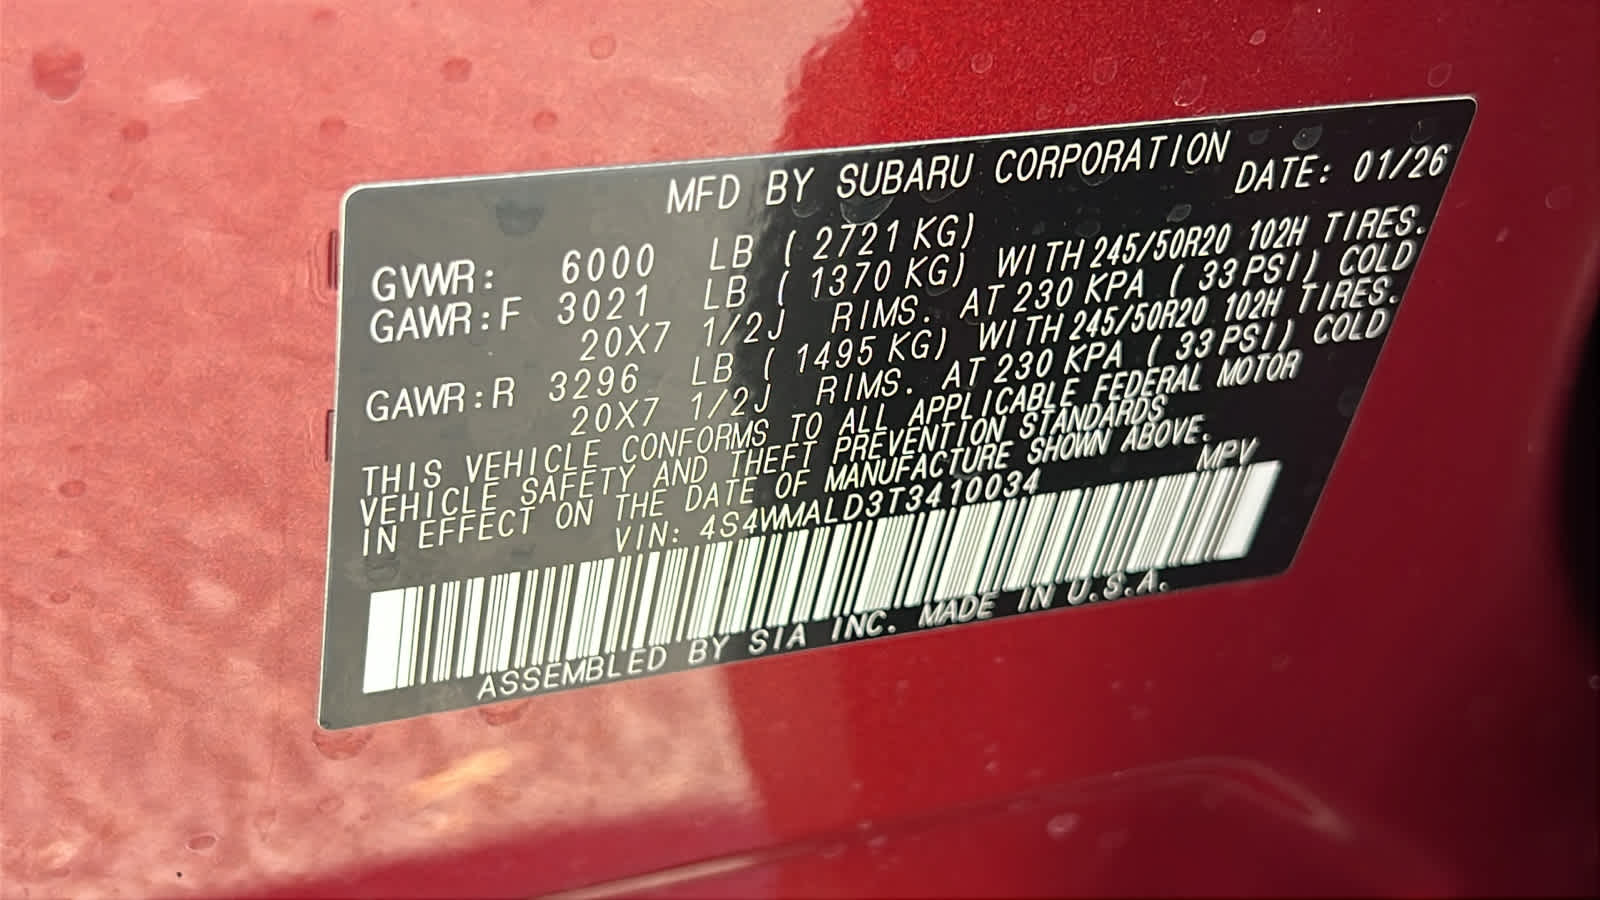 MFD BY SUBARU CORPORATION DATE: 01/26
GVWR: 6000 LB ( 2721 KG)
GAWR:F 3021 LB ( 1370 KG) WITH 245/50R20 102H TIRES.
20X7 1/2J RIMS. AT 230 KPA ( 33 PSI) COLD
GAWR:R 3296 LB ( 1495 KG) WITH 245/50R20 102H TIRES.
20X7 1/2J RIMS. AT 230 KPA ( 33 PSI) COLD
THIS VEHICLE CONFORMS TO ALL APPLICABLE FEDERAL MOTOR
VEHICLE SAFETY AND THEFT PREVENTION STANDARDS
IN EFFECT ON THE DATE OF MANUFACTURE SHOWN ABOVE.
VIN: 4S4WMALD3T3410034 MPV
ASSEMBLED BY SIA INC. MADE IN U.S.A.